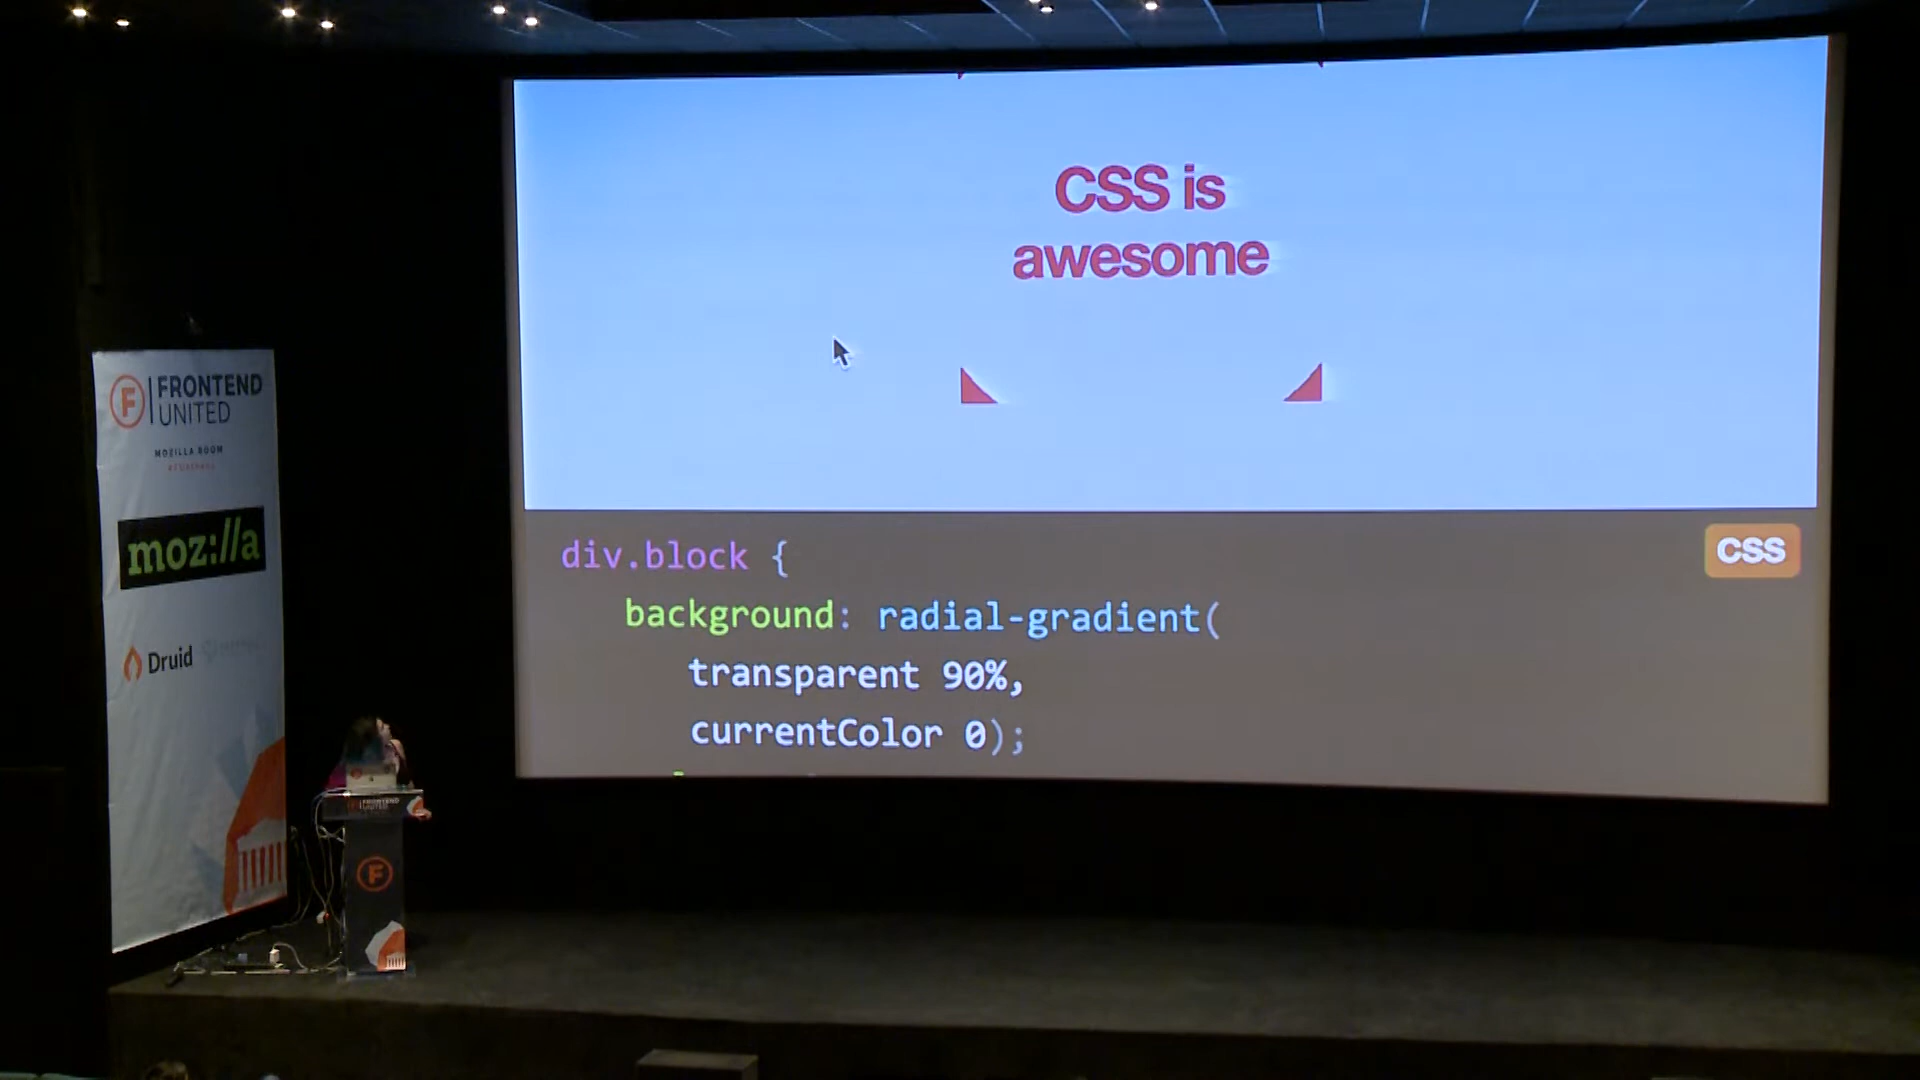 CSS is
awesome
div.block {
background: radial-gradient(
transparent 90%,
currentColor 0);
CSS
F
FRONTEND
UNITED
MOZILLA ROOM
moz://a
Druid
FRONTEND
UNITED
F